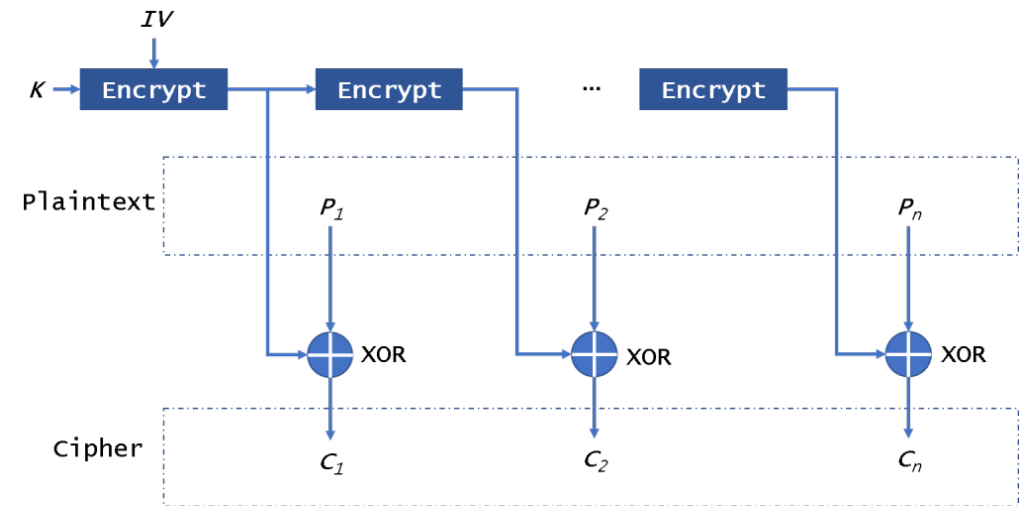 IV
K Encrypt Encrypt ... Encrypt
Plaintext P1 P2 Pn
XOR XOR XOR
Cipher C1 C2 Cn